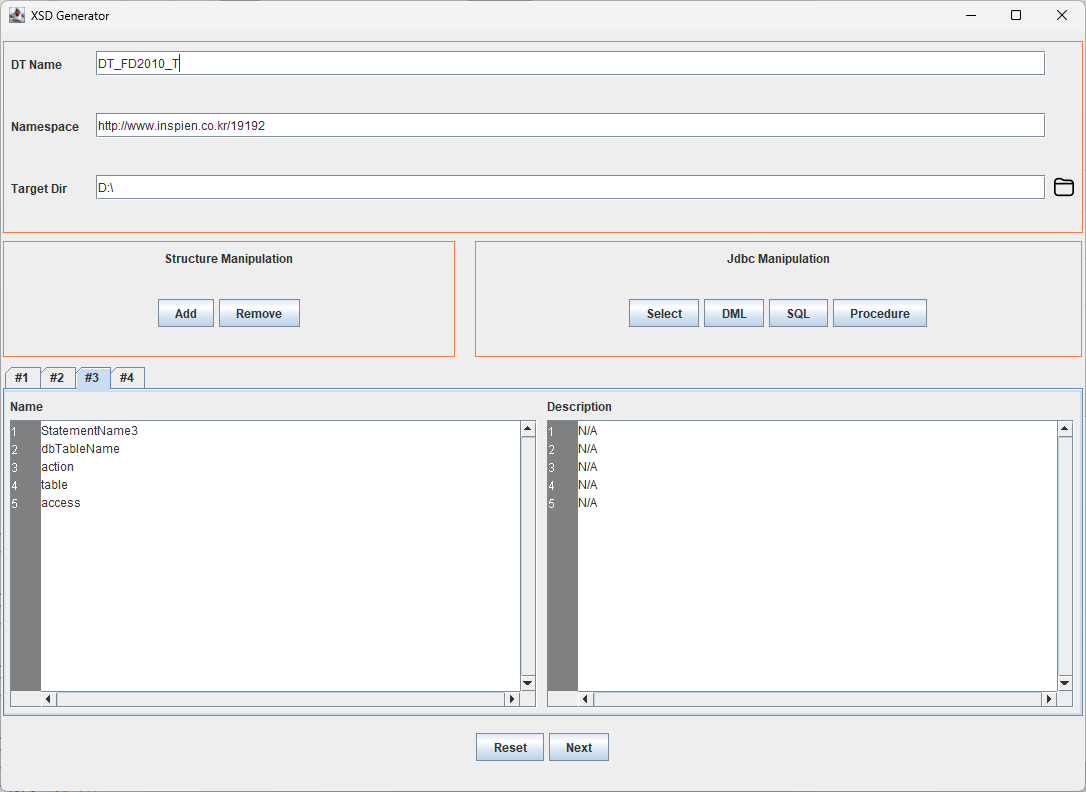 XSD Generator
DT Name
DT_FD2010_T
Namespace
http://www.inspien.co.kr/19192
Target Dir
D:\
Structure Manipulation
Add Remove
Jdbc Manipulation
Select DML SQL Procedure
#1 #2 #3 #4
Name
1 StatementName3
2 dbTableName
3 action
4 table
5 access
Description
1 N/A
2 N/A
3 N/A
4 N/A
5 N/A
Reset Next